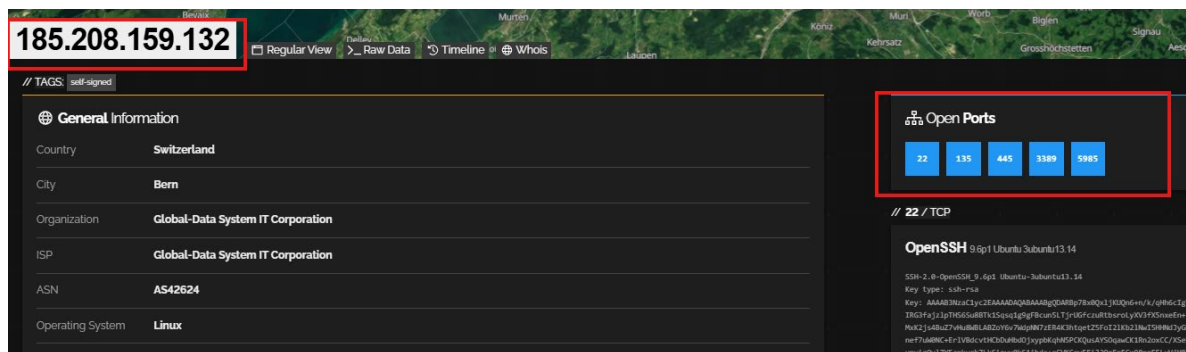 Bevaix
Murten
Köniz
Muri
Worb
Biglen
Signau
Kehrsatz
Grosshöchstetten
Laupen
185.208.159.132
Regular View
>_ Raw Data
Timeline
Whois
// TAGS: self-signed
General Information
Country Switzerland
City Bern
Organization Global-Data System IT Corporation
ISP Global-Data System IT Corporation
ASN AS42624
Operating System Linux
Open Ports
22 135 445 3389 5985
// 22 / TCP
OpenSSH 9.6p1 Ubuntu 3ubuntu13.14
SSH-2.0-OpenSSH_9.6p1 Ubuntu-3ubuntu13.14
Key type: ssh-rsa
Key: